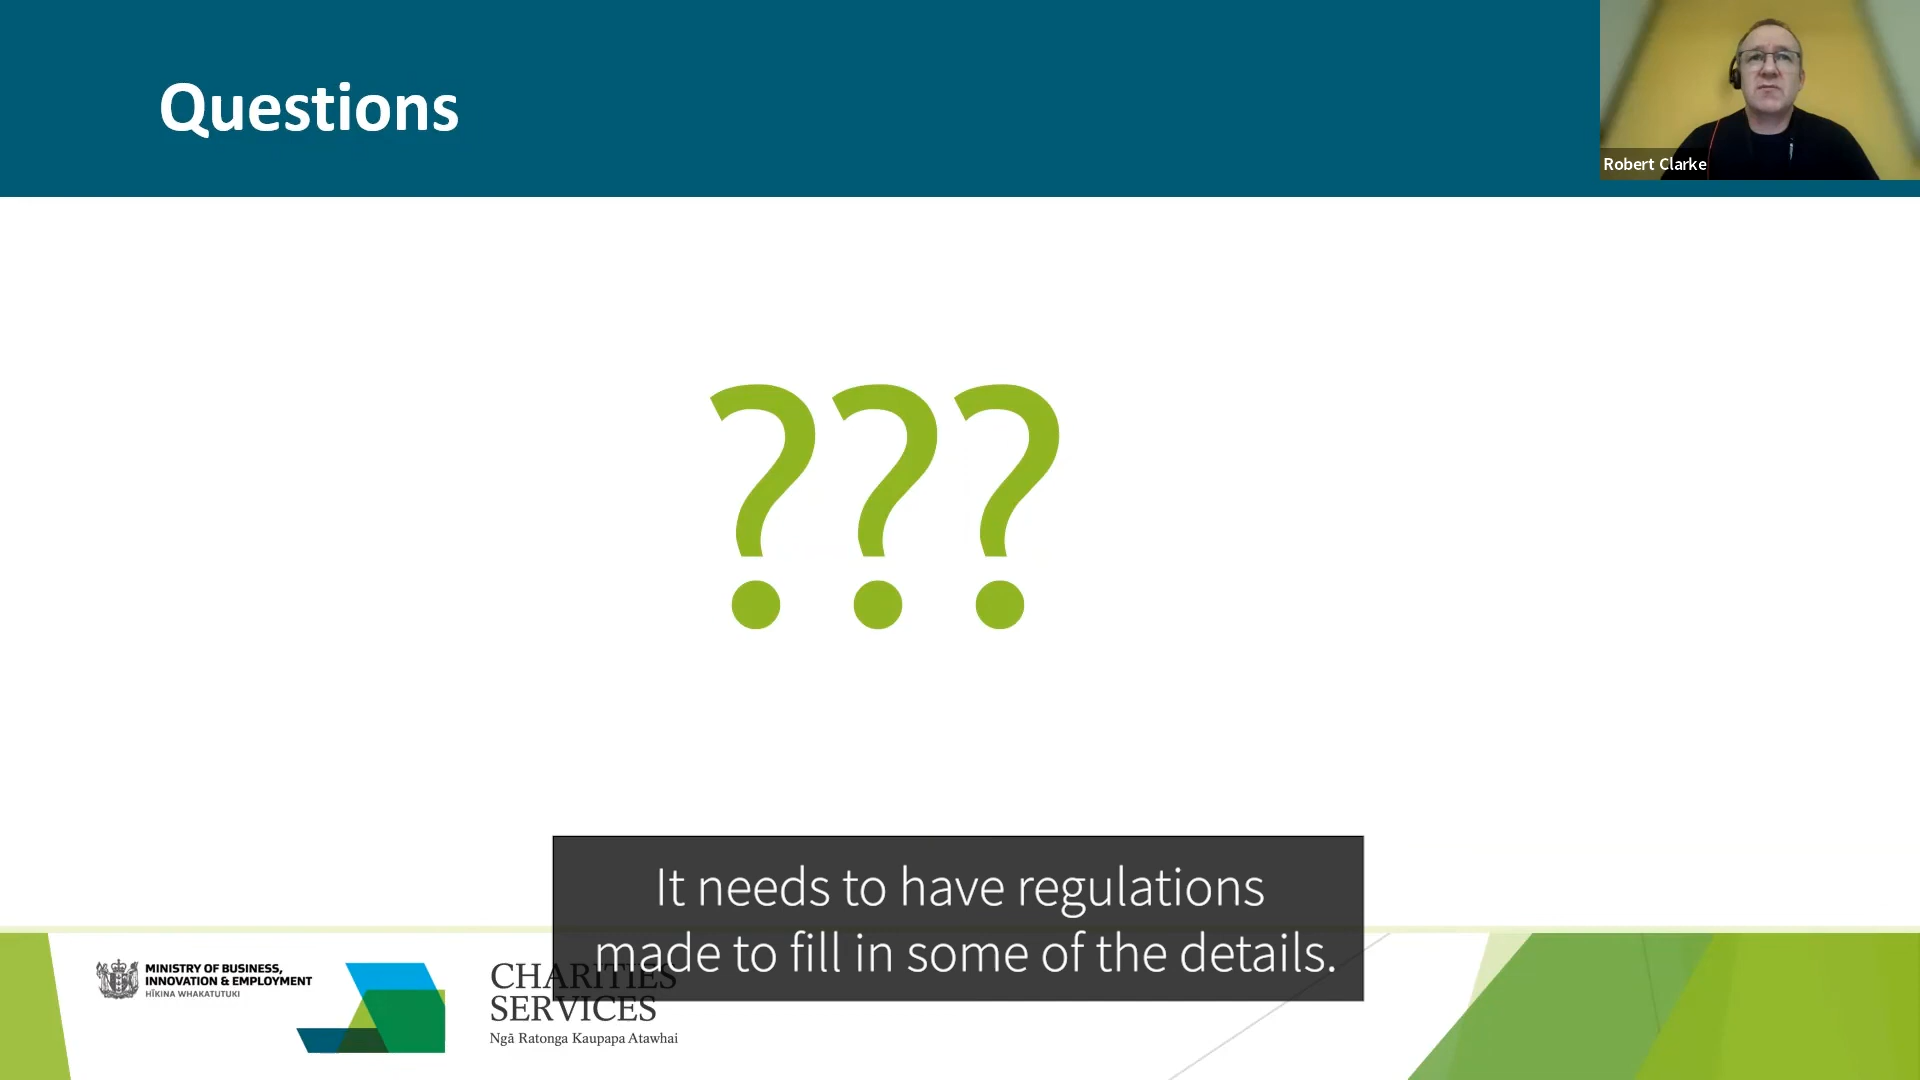 Questions
Robert Clarke
???
It needs to have regulations
made to fill in some of the details.
MINISTRY OF BUSINESS,
INNOVATION & EMPLOYMENT
HĪKINA WHAKATUTUKI
CHARITIES
SERVICES
Ngā Ratonga Kaupapa Atawhai